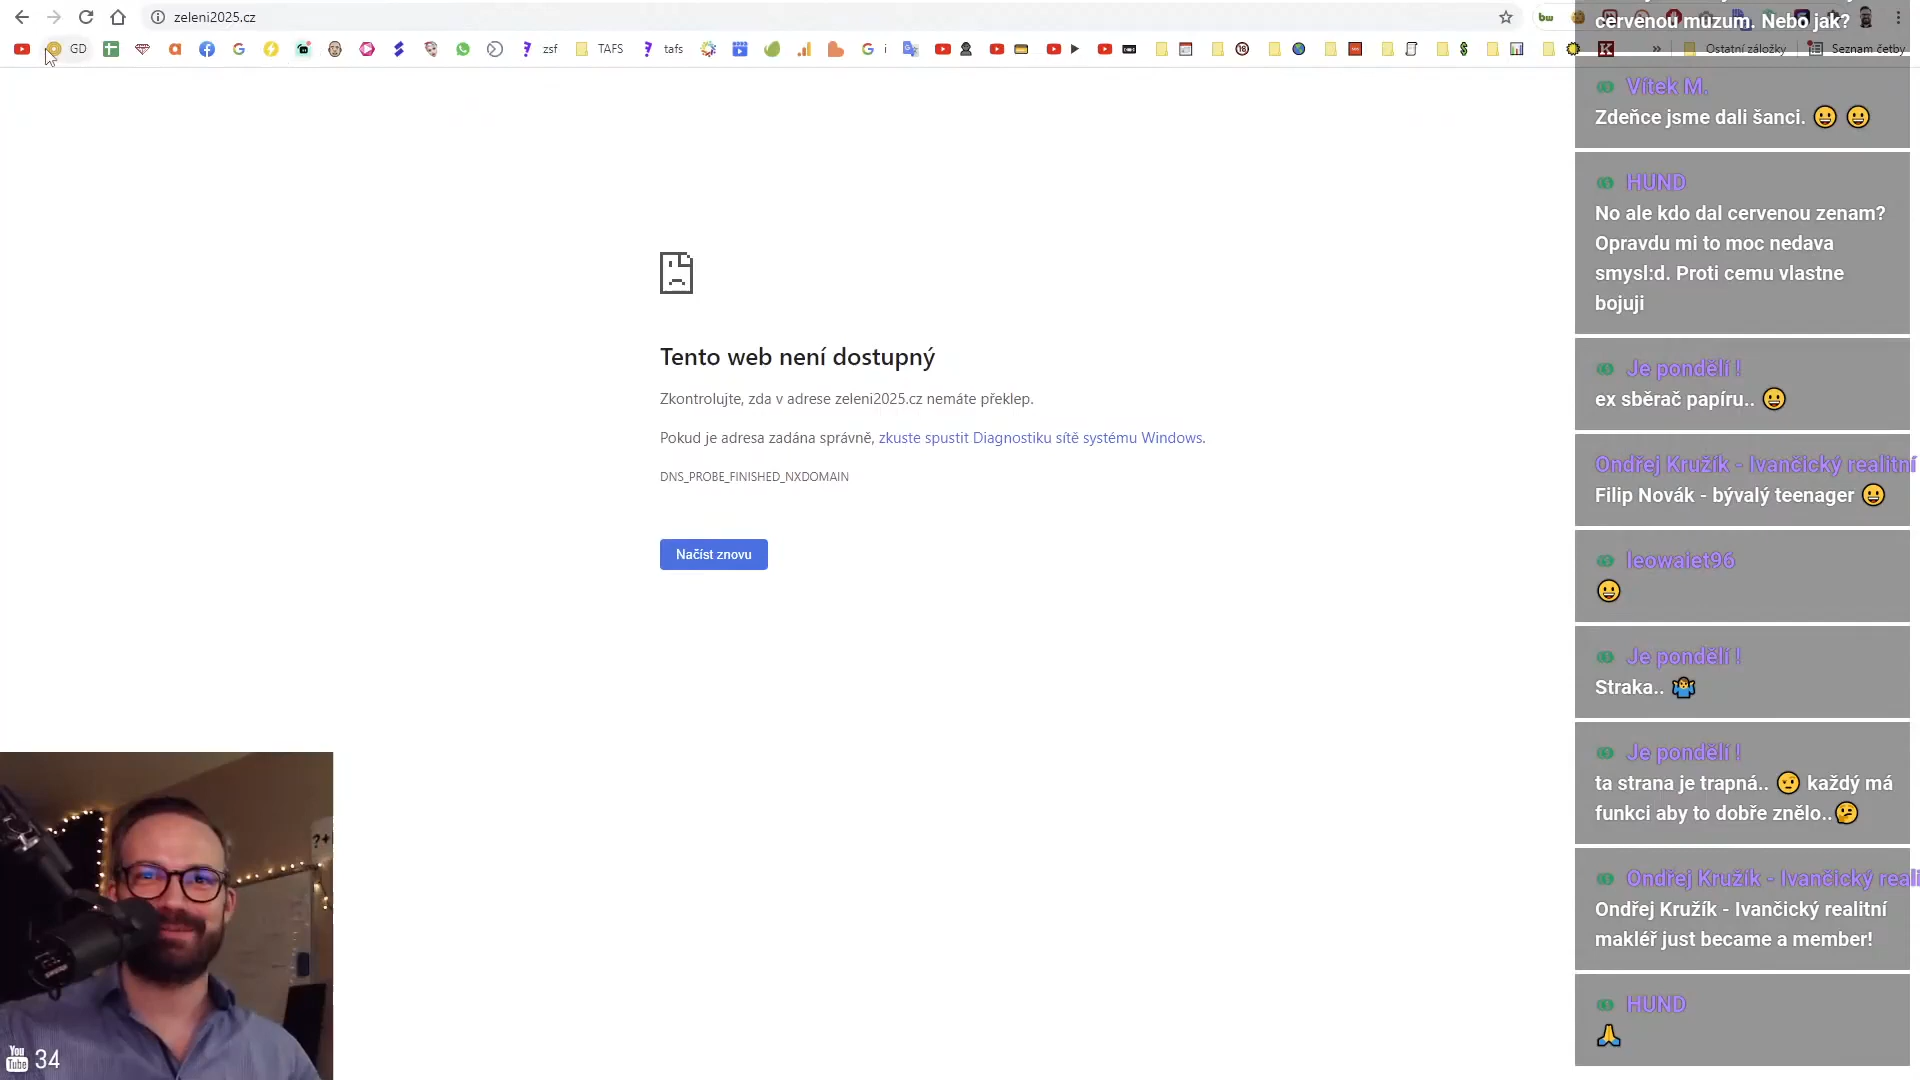 zeleni2025.cz
GD
zsf
TAFS
tafs
Ostatní záložky
Seznam četby
Tento web není dostupný
Zkontrolujte, zda v adrese zeleni2025.cz nemáte překlep.
Pokud je adresa zadána správně, zkuste spustit Diagnostiku sítě systému Windows.
DNS_PROBE_FINISHED_NXDOMAIN
Načíst znovu
cervenou muzum. Nebo jak?
Vítek M.
Zdeňce jsme dali šanci. 😀 😀
HUND
No ale kdo dal cervenou zenam?
Opravdu mi to moc nedava
smysl:d. Proti cemu vlastne
bojuji
Je pondělí !
ex sběrač papíru.. 😀
Ondřej Kružík - Ivančický realitní
Filip Novák - bývalý teenager 😀
leowaiet96
😀
Je pondělí !
Straka.. 🤷
Je pondělí !
ta strana je trapná.. 🤨 každý má
funkci aby to dobře znělo..🤔
Ondřej Kružík - Ivančický reali
Ondřej Kružík - Ivančický realitní
makléř just became a member!
HUND
🙏
You
Tube 34